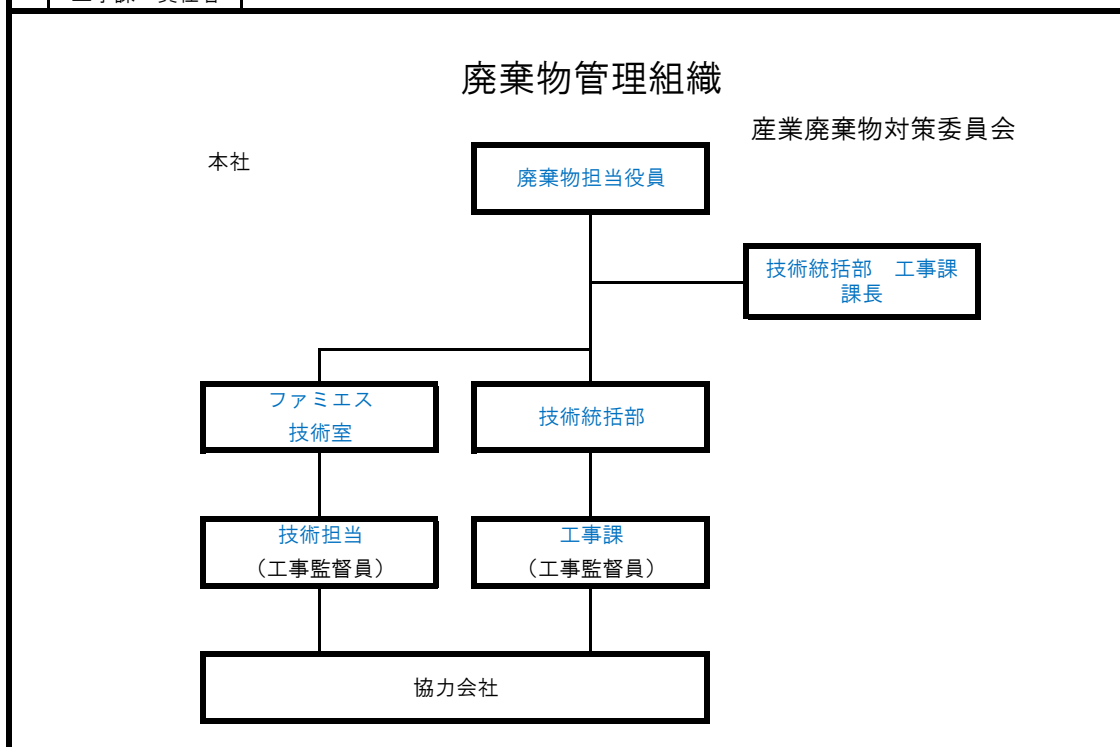 廃棄物管理組織
産業廃棄物対策委員会
本社
廃棄物担当役員
技術統括部　工事課
課長
ファミエス
技術室
技術統括部
技術担当
（工事監督員）
工事課
（工事監督員）
協力会社